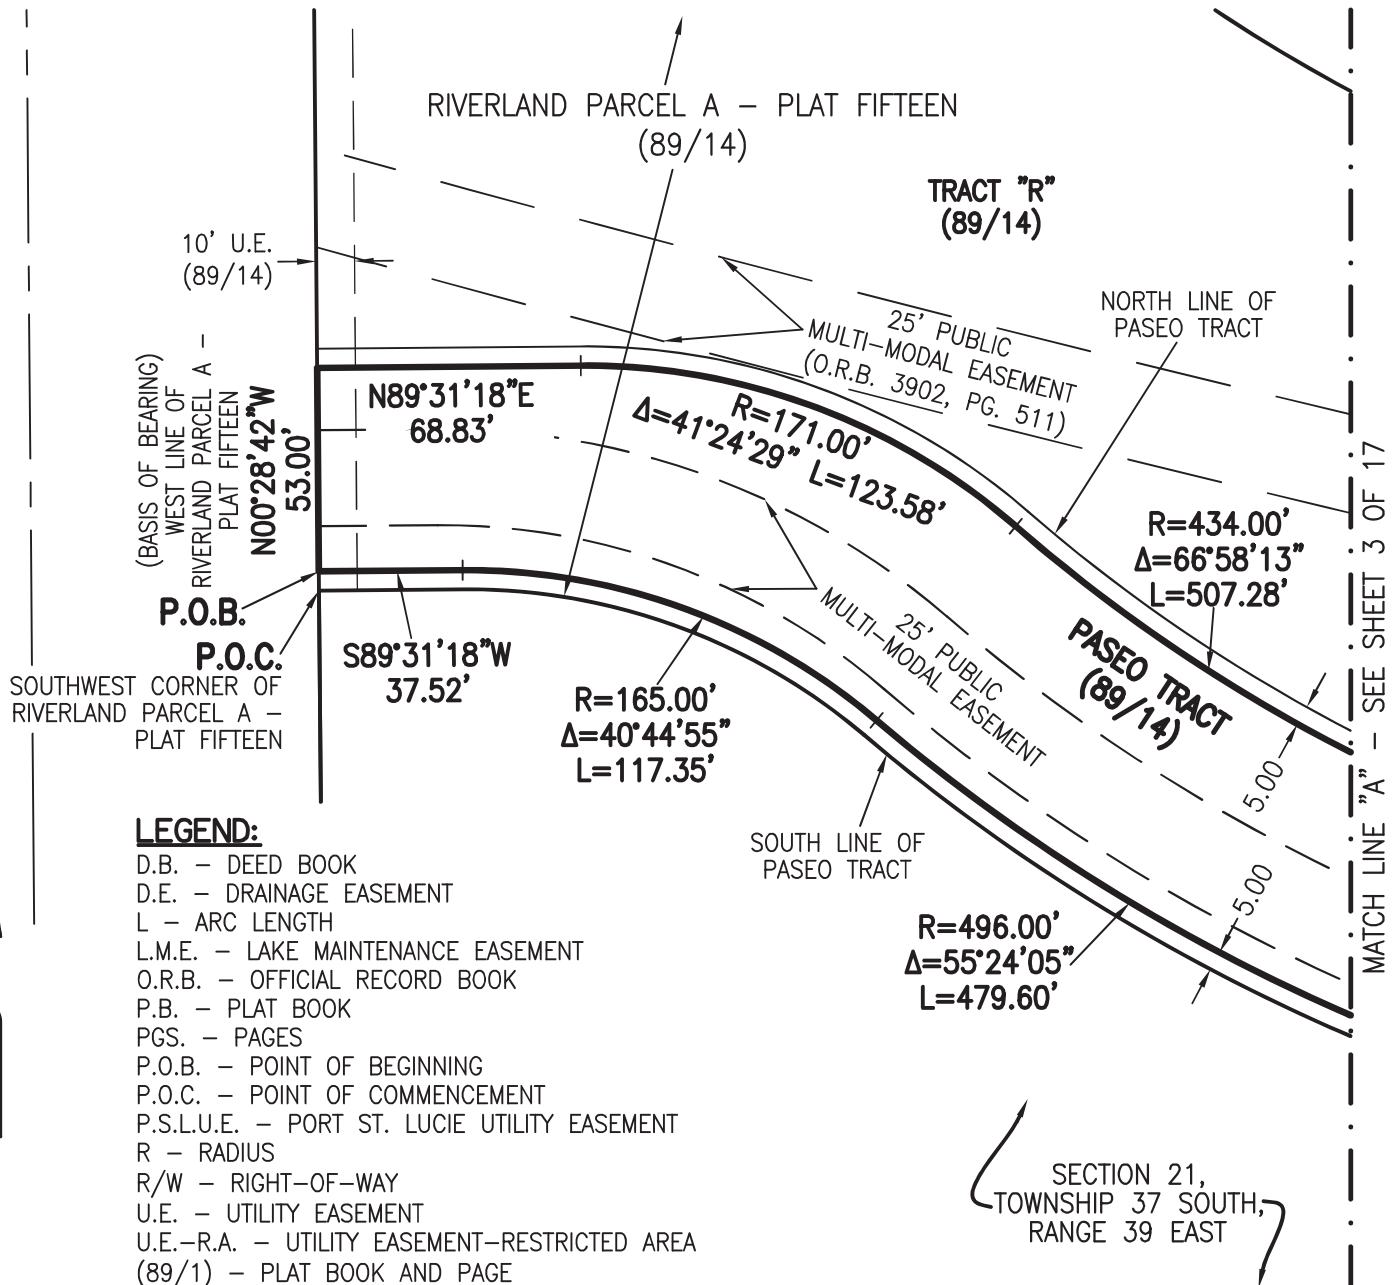 RIVERLAND PARCEL A – PLAT FIFTEEN
(89/14)
TRACT "R"
(89/14)
10' U.E.
(89/14)
NORTH LINE OF
PASEO TRACT
25' PUBLIC
MULTI–MODAL EASEMENT
(O.R.B. 3902, PG. 511)
(BASIS OF BEARING)
WEST LINE OF
RIVERLAND PARCEL A –
PLAT FIFTEEN
N00°28'42"W
53.00'
N89°31'18"E
68.83'
R=171.00'
Δ=41°24'29" L=123.58'
R=434.00'
Δ=66°58'13"
L=507.28'
P.O.B.
P.O.C.
SOUTHWEST CORNER OF
RIVERLAND PARCEL A –
PLAT FIFTEEN
S89°31'18"W
37.52'
R=165.00'
Δ=40°44'55"
L=117.35'
25' PUBLIC
MULTI–MODAL EASEMENT
PASEO TRACT
(89/14)
5.00
5.00
SOUTH LINE OF
PASEO TRACT
R=496.00'
Δ=55°24'05"
L=479.60'
MATCH LINE "A" – SEE SHEET 3 OF 17
LEGEND:
D.B. – DEED BOOK
D.E. – DRAINAGE EASEMENT
L – ARC LENGTH
L.M.E. – LAKE MAINTENANCE EASEMENT
O.R.B. – OFFICIAL RECORD BOOK
P.B. – PLAT BOOK
PGS. – PAGES
P.O.B. – POINT OF BEGINNING
P.O.C. – POINT OF COMMENCEMENT
P.S.L.U.E. – PORT ST. LUCIE UTILITY EASEMENT
R – RADIUS
R/W – RIGHT–OF–WAY
U.E. – UTILITY EASEMENT
U.E.–R.A. – UTILITY EASEMENT–RESTRICTED AREA
(89/1) – PLAT BOOK AND PAGE
SECTION 21,
TOWNSHIP 37 SOUTH,
RANGE 39 EAST